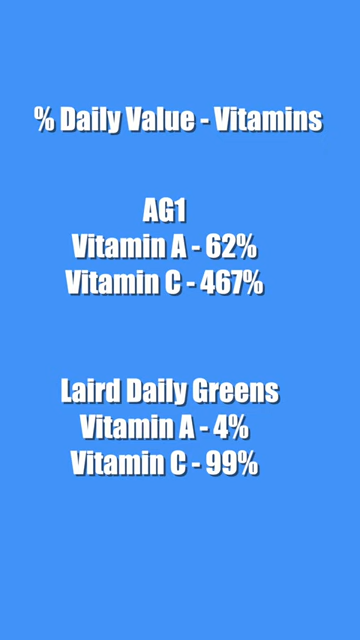 % Daily Value - Vitamins
AG1
Vitamin A - 62%
Vitamin C - 467%
Laird Daily Greens
Vitamin A - 4%
Vitamin C - 99%